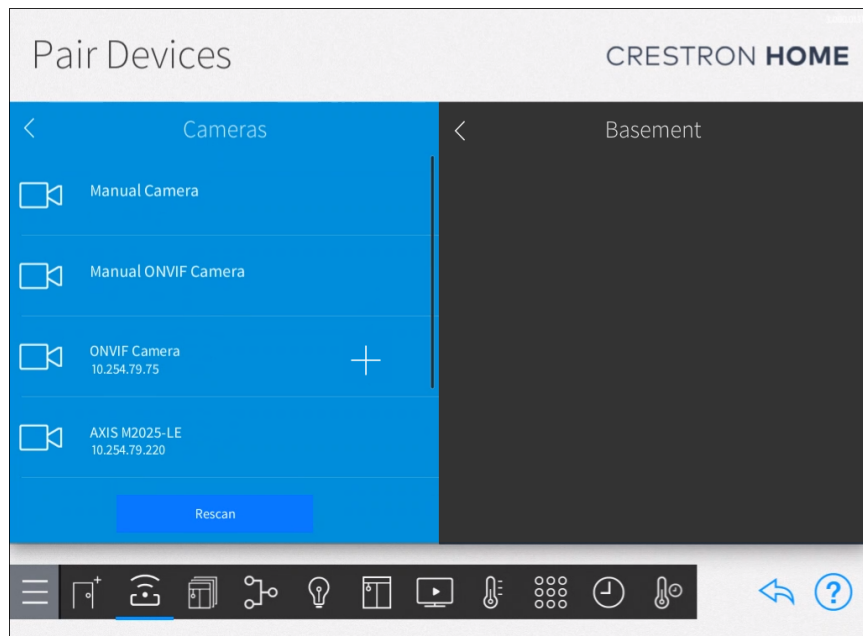 Pair Devices
CRESTRON HOME
Cameras
Manual Camera
Manual ONVIF Camera
ONVIF Camera
10.254.79.75
AXIS M2025-LE
10.254.79.220
Rescan
Basement
?